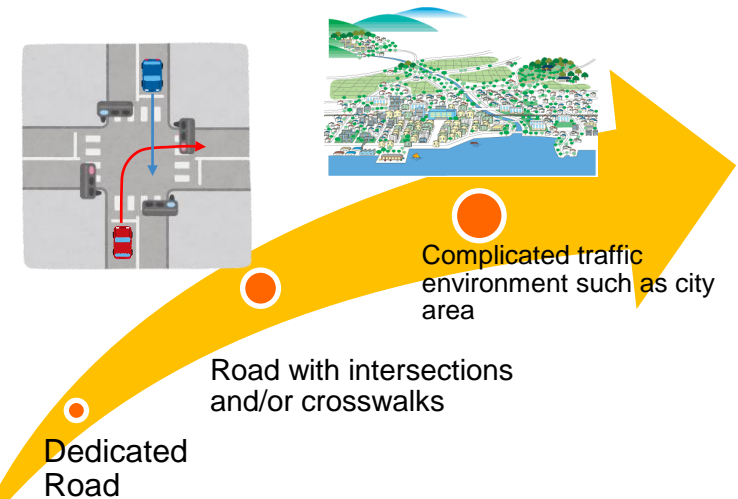 Complicated traffic
environment such as city
area
Road with intersections
and/or crosswalks
Dedicated
Road